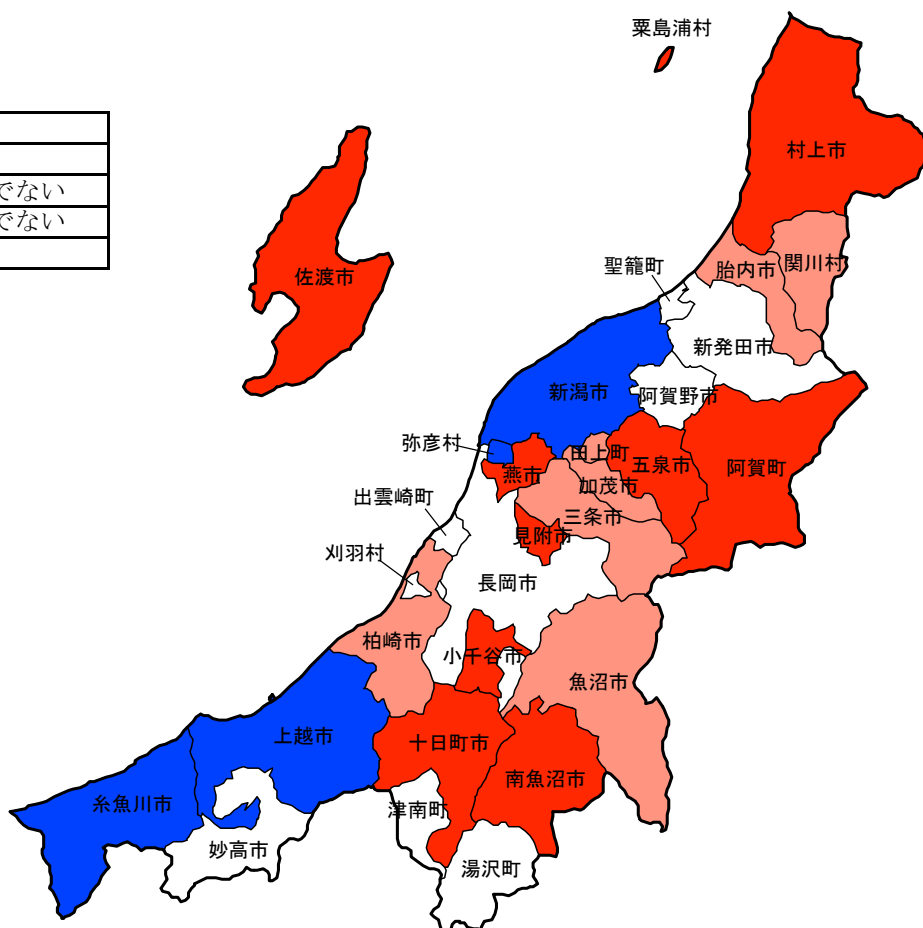 粟島浦村
村上市
でない
でない
佐渡市
聖籠町
胎内市
関川村
新発田市
新潟市
阿賀野市
弥彦村
燕市
田上町
五泉市
阿賀町
加茂市
出雲崎町
三条市
見附市
刈羽村
長岡市
柏崎市
小千谷市
魚沼市
上越市
十日町市
南魚沼市
糸魚川市
津南町
妙高市
湯沢町